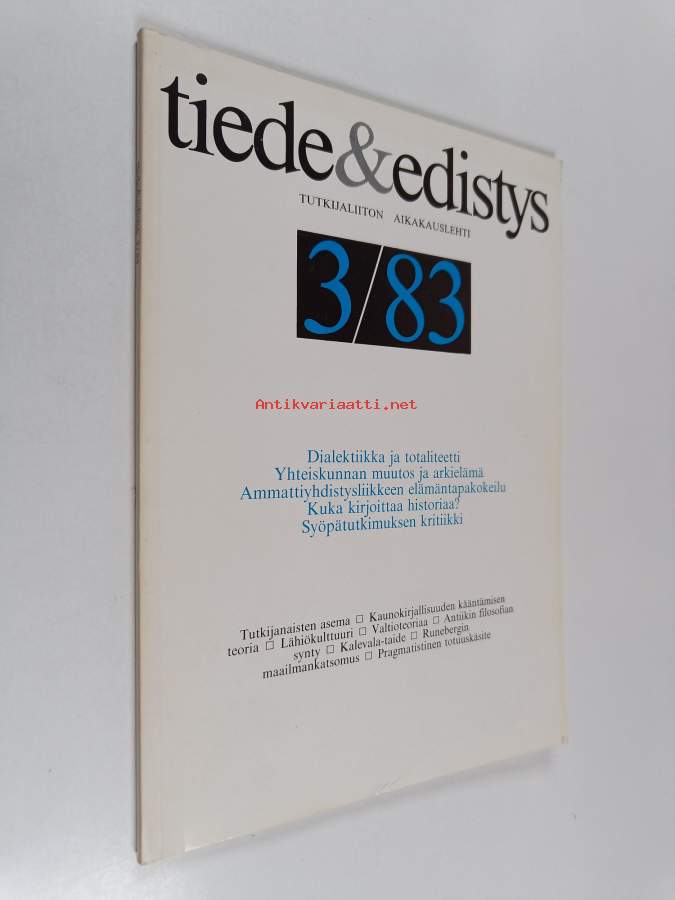 tiede&edistys
TUTKIJALIITON AIKAKAUSLEHTI
3/83
Antikvariaatti.net
Dialektiikka ja totaliteetti
Yhteiskunnan muutos ja arkielämä
Ammattiyhdistysliikkeen elämäntapakokeilu
Kuka kirjoittaa historiaa?
Syöpätutkimuksen kritiikki
Tutkijanaisten asema □ Kaunokirjallisuuden kääntämisen
teoria □ Lähiökulttuuri □ Valtioteoriaa □ Antiikin filosofian
synty □ Kalevala-taide □ Runebergin
maailmankatsomus □ Pragmatistinen totuuskäsite